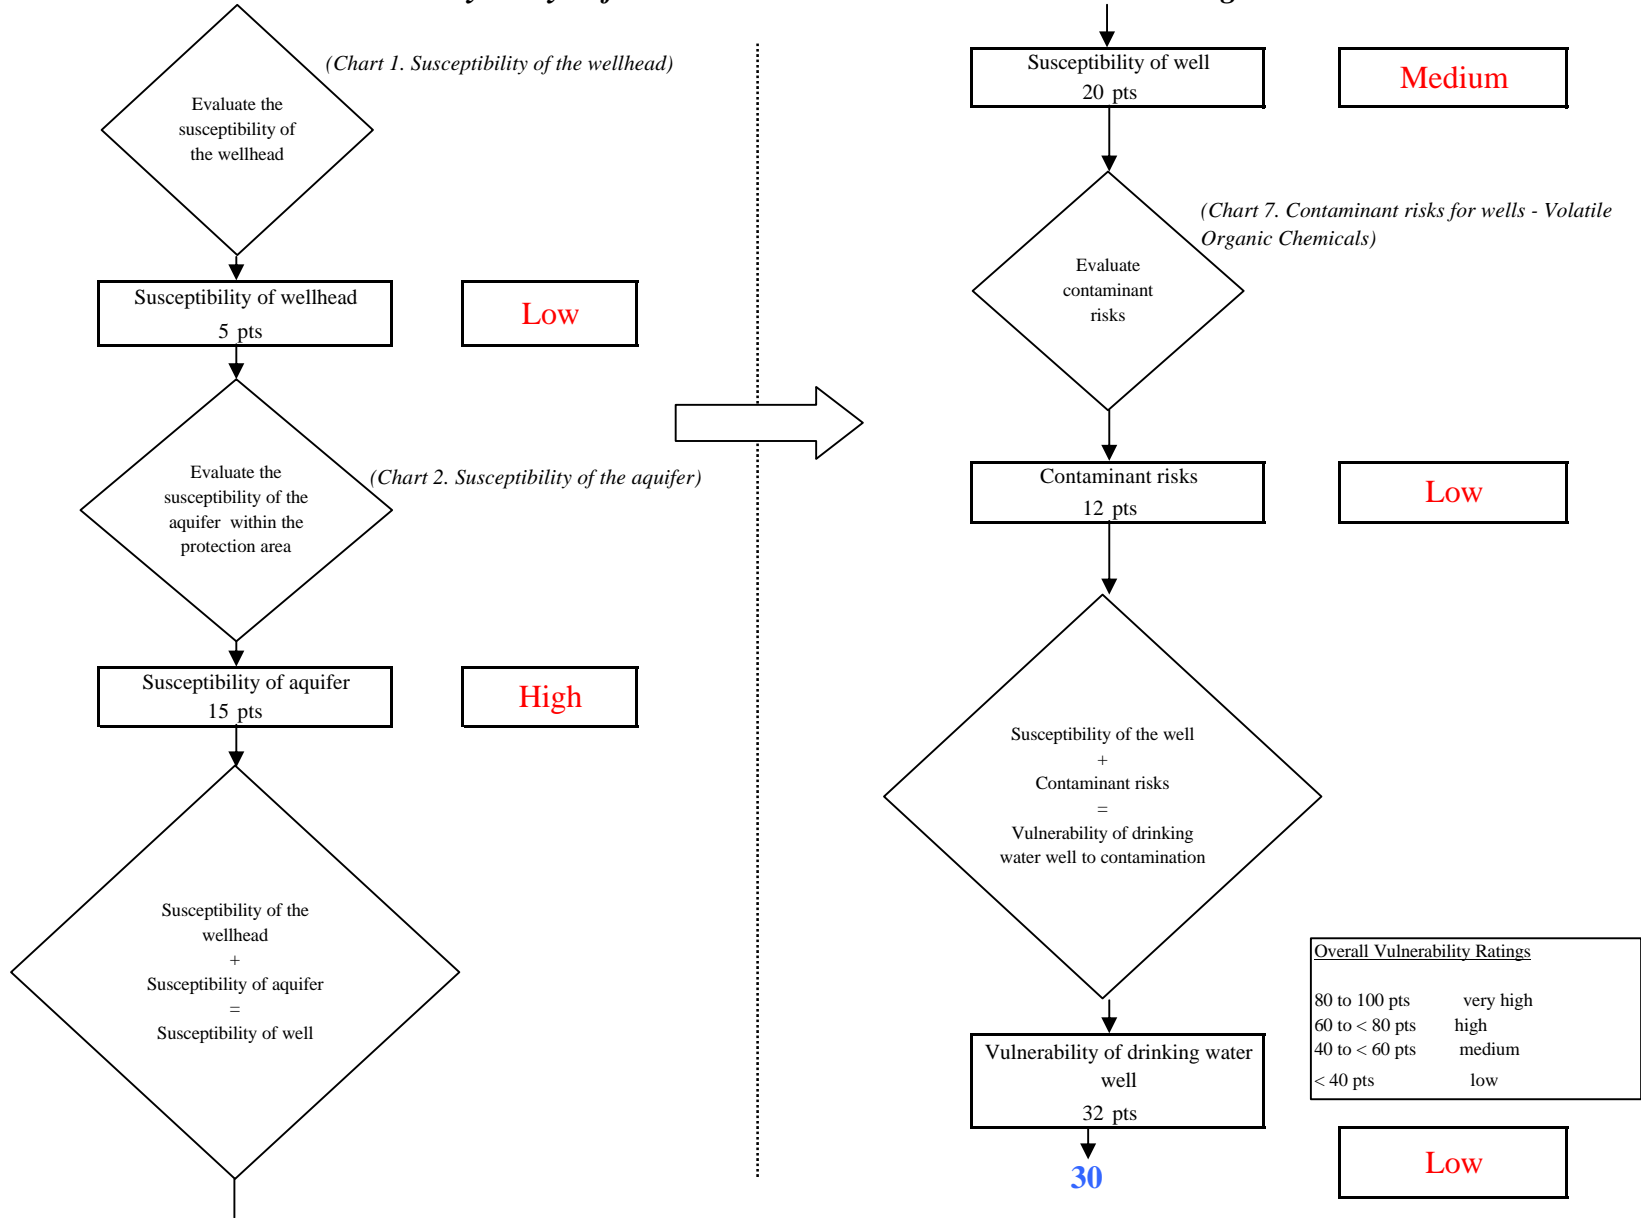 (Chart 1. Susceptibility of the wellhead)
Evaluate the
susceptibility of
the wellhead
Susceptibility of wellhead
5 pts
Low
Evaluate the
susceptibility of the
aquifer within the
protection area
(Chart 2. Susceptibility of the aquifer)
Susceptibility of aquifer
15 pts
High
Susceptibility of the
wellhead
+
Susceptibility of aquifer
=
Susceptibility of well
Susceptibility of well
20 pts
Medium
(Chart 7. Contaminant risks for wells - Volatile
Organic Chemicals)
Evaluate
contaminant
risks
Contaminant risks
12 pts
Low
Susceptibility of the well
+
Contaminant risks
=
Vulnerability of drinking
water well to contamination
Overall Vulnerability Ratings
80 to 100 pts very high
60 to < 80 pts high
40 to < 60 pts medium
< 40 pts low
Vulnerability of drinking water
well
32 pts
30
Low